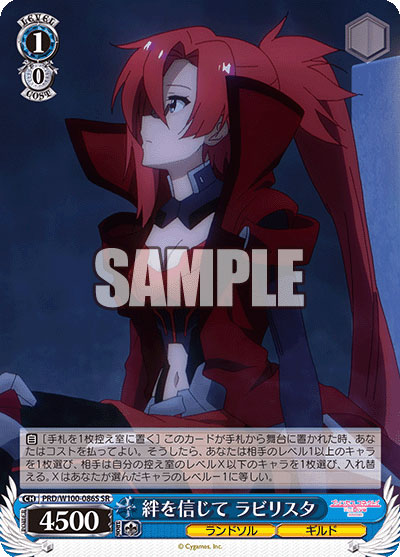 LEVEL
1
0
COST
SAMPLE
自 [手札を1枚控え室に置く] このカードが手札から舞台に置かれた時、あな
たはコストを払ってよい。そうしたら、あなたは相手のレベル1以上のキャラ
を1枚選び、相手は自分の控え室のレベルX以下のキャラを1枚選び、入れ替
える。Xはあなたが選んだキャラのレベル－1に等しい。
CH PRD/W100-086S SR
4500
絆を信じて ラビリスタ
ランドソル
ギルド
© Cygames, Inc.